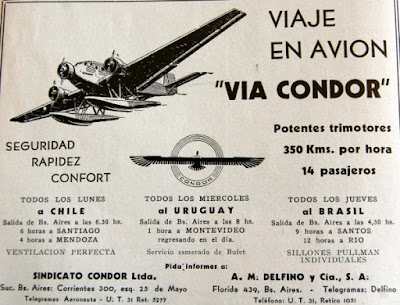 VIAJE
EN AVION
"VIA CONDOR"
Potentes trimotores
350 Kms. por hora
14 pasajeros
SEGURIDAD
RAPIDEZ
CONFORT
CONDOR
TODOS LOS LUNES
a CHILE
Salida de Bs. Aires a las 6.30 hs.
6 horas a SANTIAGO
4 horas a MENDOZA
VENTILACION PERFECTA
TODOS LOS MIERCOLES
al URUGUAY
Salida de Bs. Aires a las 8 hs.
1 hora a MONTEVIDEO
regresando en el día.
Servicio esmerado de Bufet
TODOS LOS JUEVES
al BRASIL
Salida de Bs. Aires a las 4,30 hs.
9 horas a SANTOS
12 horas a RIO
SILLONES PULLMAN
INDIVIDUALES
Pida informes a:
SINDICATO CONDOR Ltda.
Suc. Bs. Aires: Corrientes 300, esq. 25 de Mayo
Telegramas: Aeronauta - U. T. 31 Ret. 5277
A. M. DELFINO y Cía., S. A.
Florida 439, Bs. Aires. - Telegramas: Delfino
Teléfono: U. T. 31, Retiro 1051